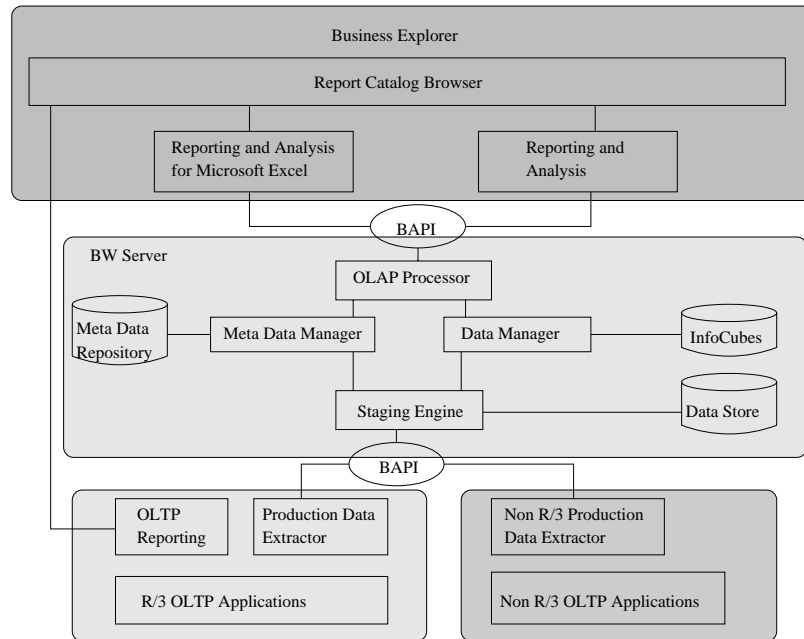 Business Explorer
Report Catalog Browser
Reporting and Analysis
for Microsoft Excel
Reporting and
Analysis
BAPI
BW Server
OLAP Processor
Meta Data
Repository
Meta Data Manager
Data Manager
InfoCubes
Staging Engine
Data Store
BAPI
OLTP
Reporting
Production Data
Extractor
Non R/3 Production
Data Extractor
R/3 OLTP Applications
Non R/3 OLTP Applications